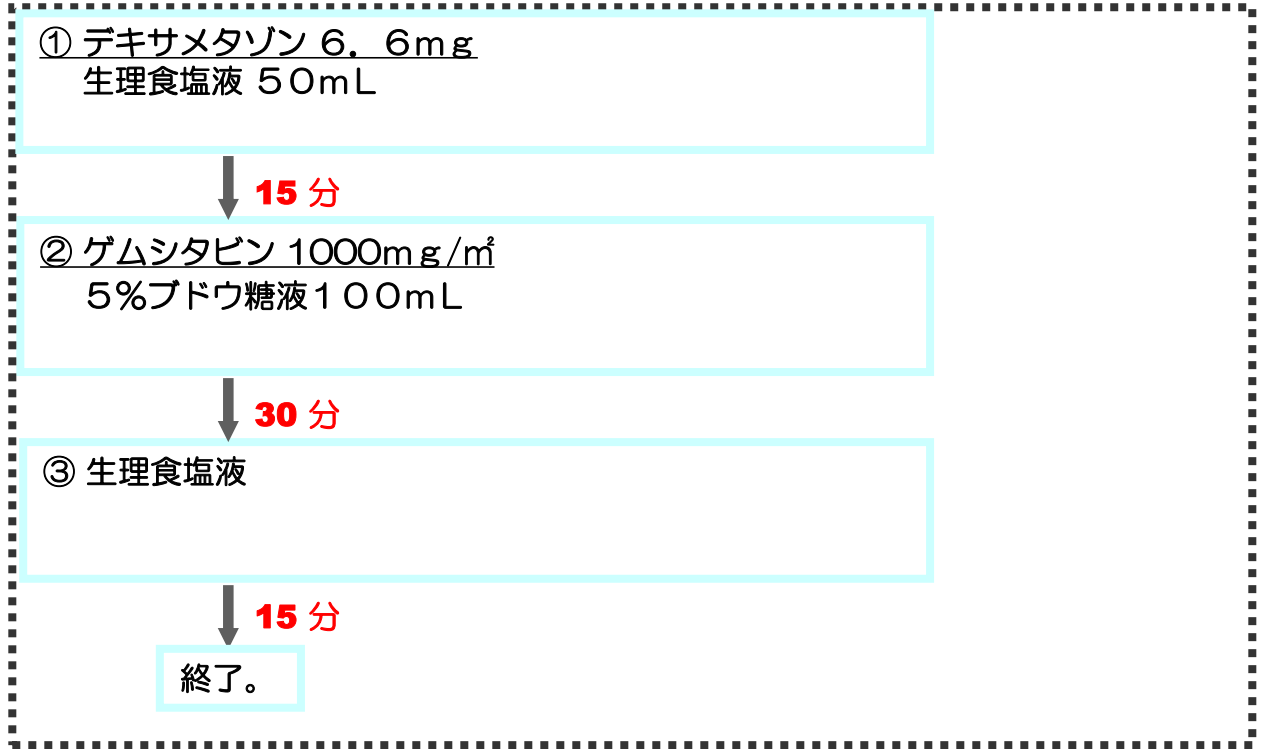 ① デキサメタゾン 6．6ｍｇ
生理食塩液 ５０ｍＬ
15 分
② ゲムシタビン 1000ｍｇ/㎡
５％ブドウ糖液１００ｍＬ
30 分
③ 生理食塩液
15 分
終了。